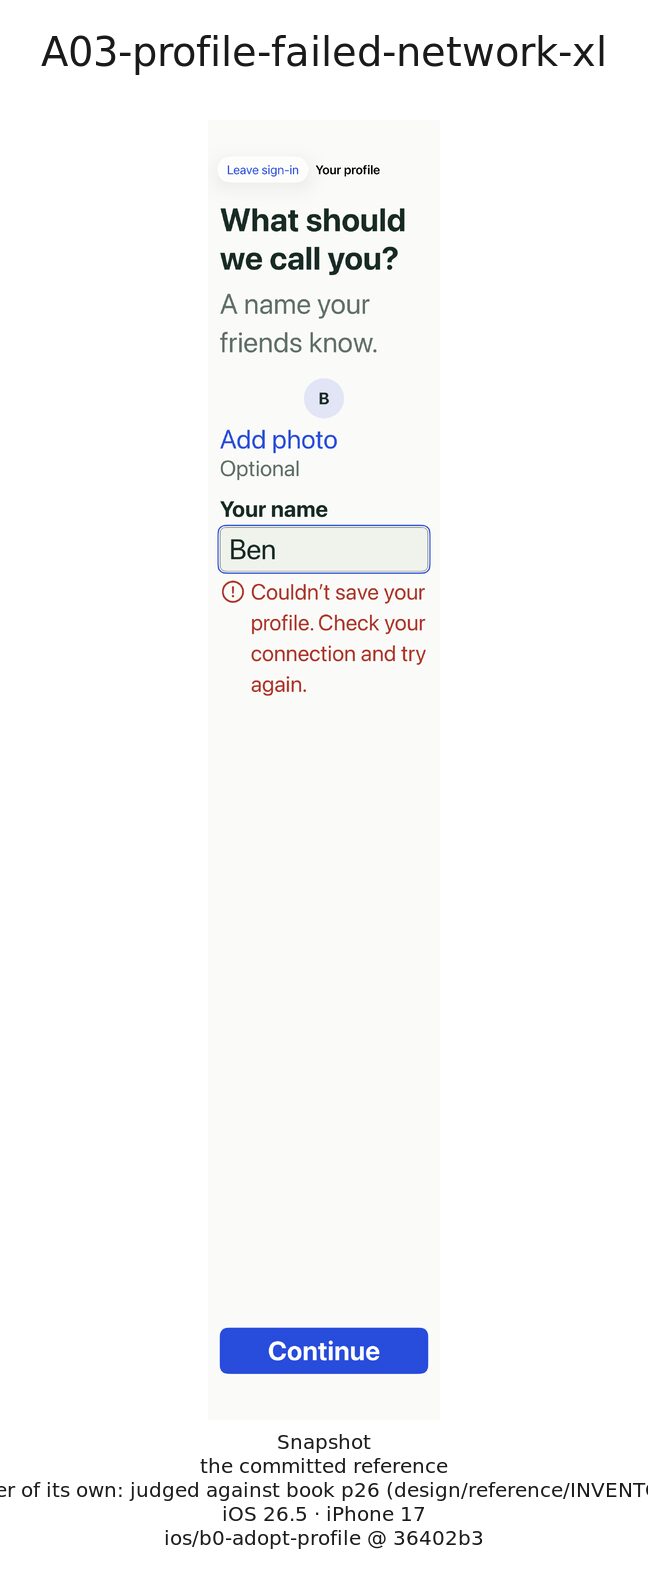 A03-profile-failed-network-xl
Leave sign-in Your profile
What should
we call you?
A name your
friends know.
B
Add photo
Optional
Your name
Ben
Couldn’t save your
profile. Check your
connection and try
again.
Continue
Snapshot
the committed reference
of its own: judged against book p26 (design/reference/
iOS 26.5 · iPhone 17
ios/b0-adopt-profile @ 36402b3